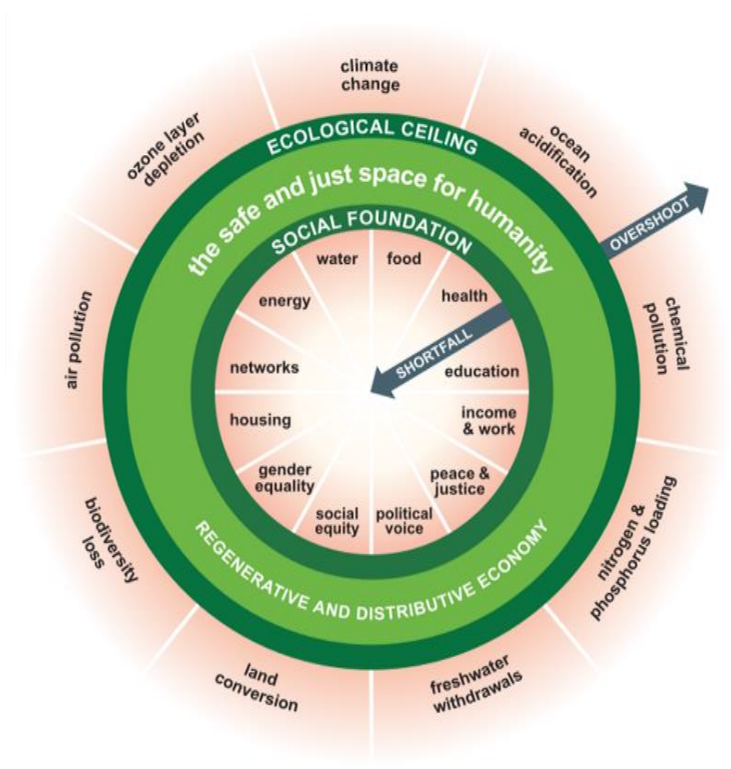 climate
change
ocean
acidification
chemical
pollution
nitrogen &
phosphorus loading
freshwater
withdrawals
land
conversion
biodiversity
loss
air pollution
ozone layer
depletion
ECOLOGICAL CEILING
the safe and just space for humanity
SOCIAL FOUNDATION
OVERSHOOT
SHORTFALL
water
food
health
education
income
& work
peace &
justice
political
voice
social
equity
gender
equality
housing
networks
energy
REGENERATIVE AND DISTRIBUTIVE ECONOMY